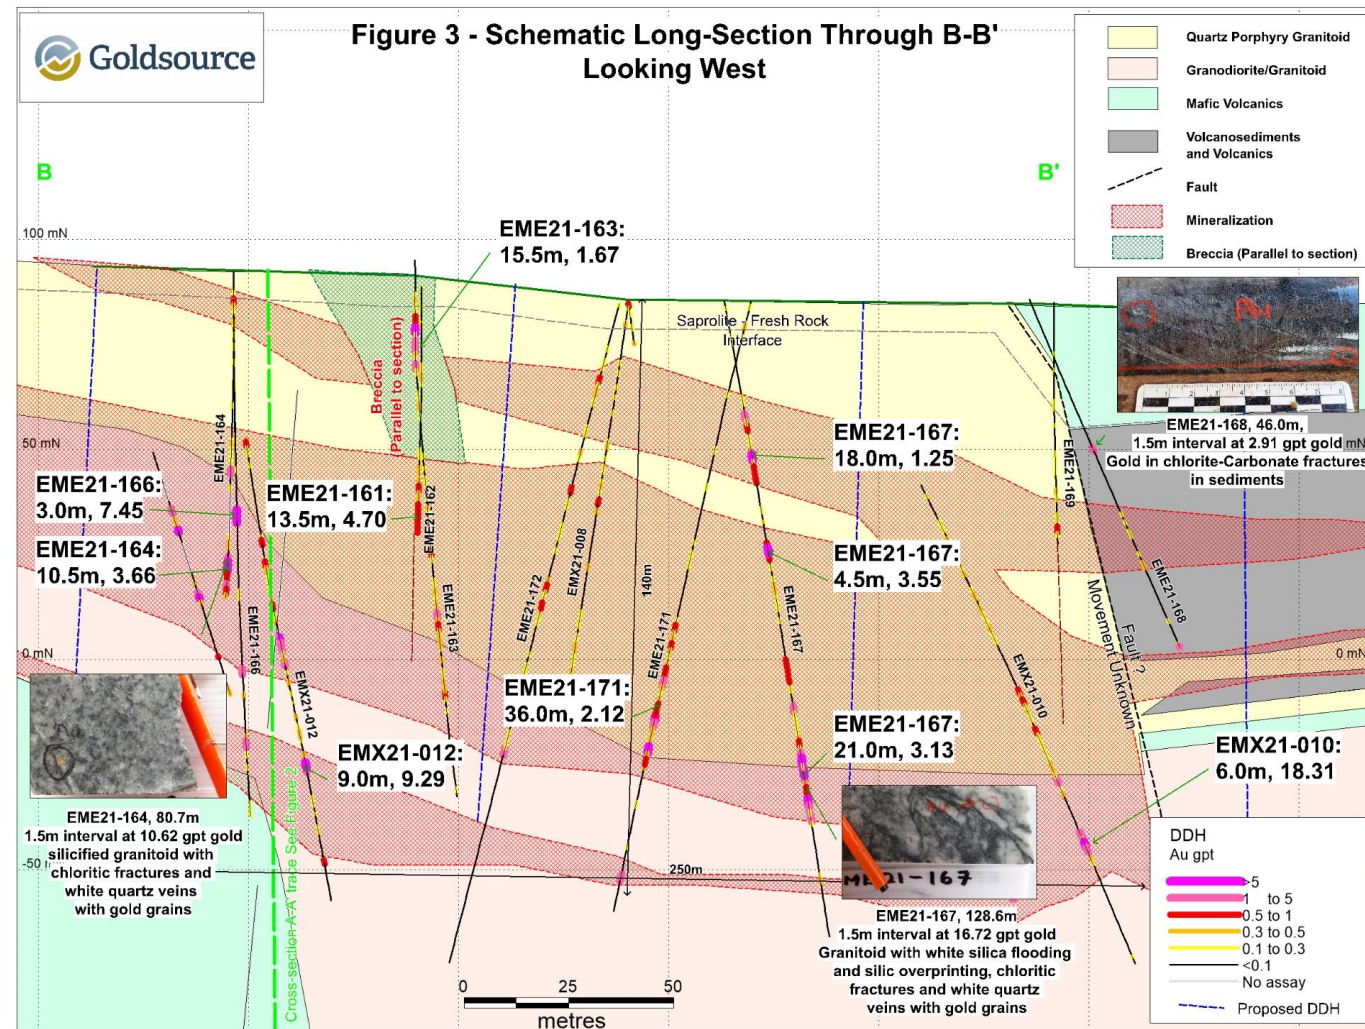 Goldsource
Figure 3 - Schematic Long-Section Through B-B'
Looking West
Quartz Porphyry Granitoid
Granodiorite/Granitoid
Mafic Volcanics
Volcanosediments
and Volcanics
Fault
Mineralization
Breccia (Parallel to section)
B
B'
100 mN
EME21-163:
15.5m, 1.67
Saprolite - Fresh Rock
Interface
Breccia
Parallel to section)
EME21-164
50 mN
EME21-166:
3.0m, 7.45
EME21-161:
13.5m, 4.70
EME21-164:
10.5m, 3.66
EME21-162
EME21-163
EME21-166
EMX21-012
EME21-172
EMX21-008
140m
EME21-171
EME21-167:
18.0m, 1.25
EME21-167:
4.5m, 3.55
EME21-167
EME21-169
EME21-168, 46.0m,
1.5m interval at 2.91 gpt gold
mN
Gold in chlorite-Carbonate fractures
in sediments
EME21-168
Fault ?
Movement Unknown
EMX21-010
0 mN
0 mN
EME21-171:
36.0m, 2.12
EME21-167:
21.0m, 3.13
EMX21-012:
9.0m, 9.29
EMX21-010:
6.0m, 18.31
EME21-164, 80.7m
1.5m interval at 10.62 gpt gold
silicified granitoid with
chloritic fractures and
white quartz veins
with gold grains
-50 m
250m
Cross-section A-A' trace See Figure 2
ME21-167
EME21-167, 128.6m
1.5m interval at 16.72 gpt gold
Granitoid with white silica flooding
and silic overprinting, chloritic
fractures and white quartz
veins with gold grains
DDH
Au gpt
>5
1 to 5
0.5 to 1
0.3 to 0.5
0.1 to 0.3
<0.1
No assay
Proposed DDH
0 25 50
metres